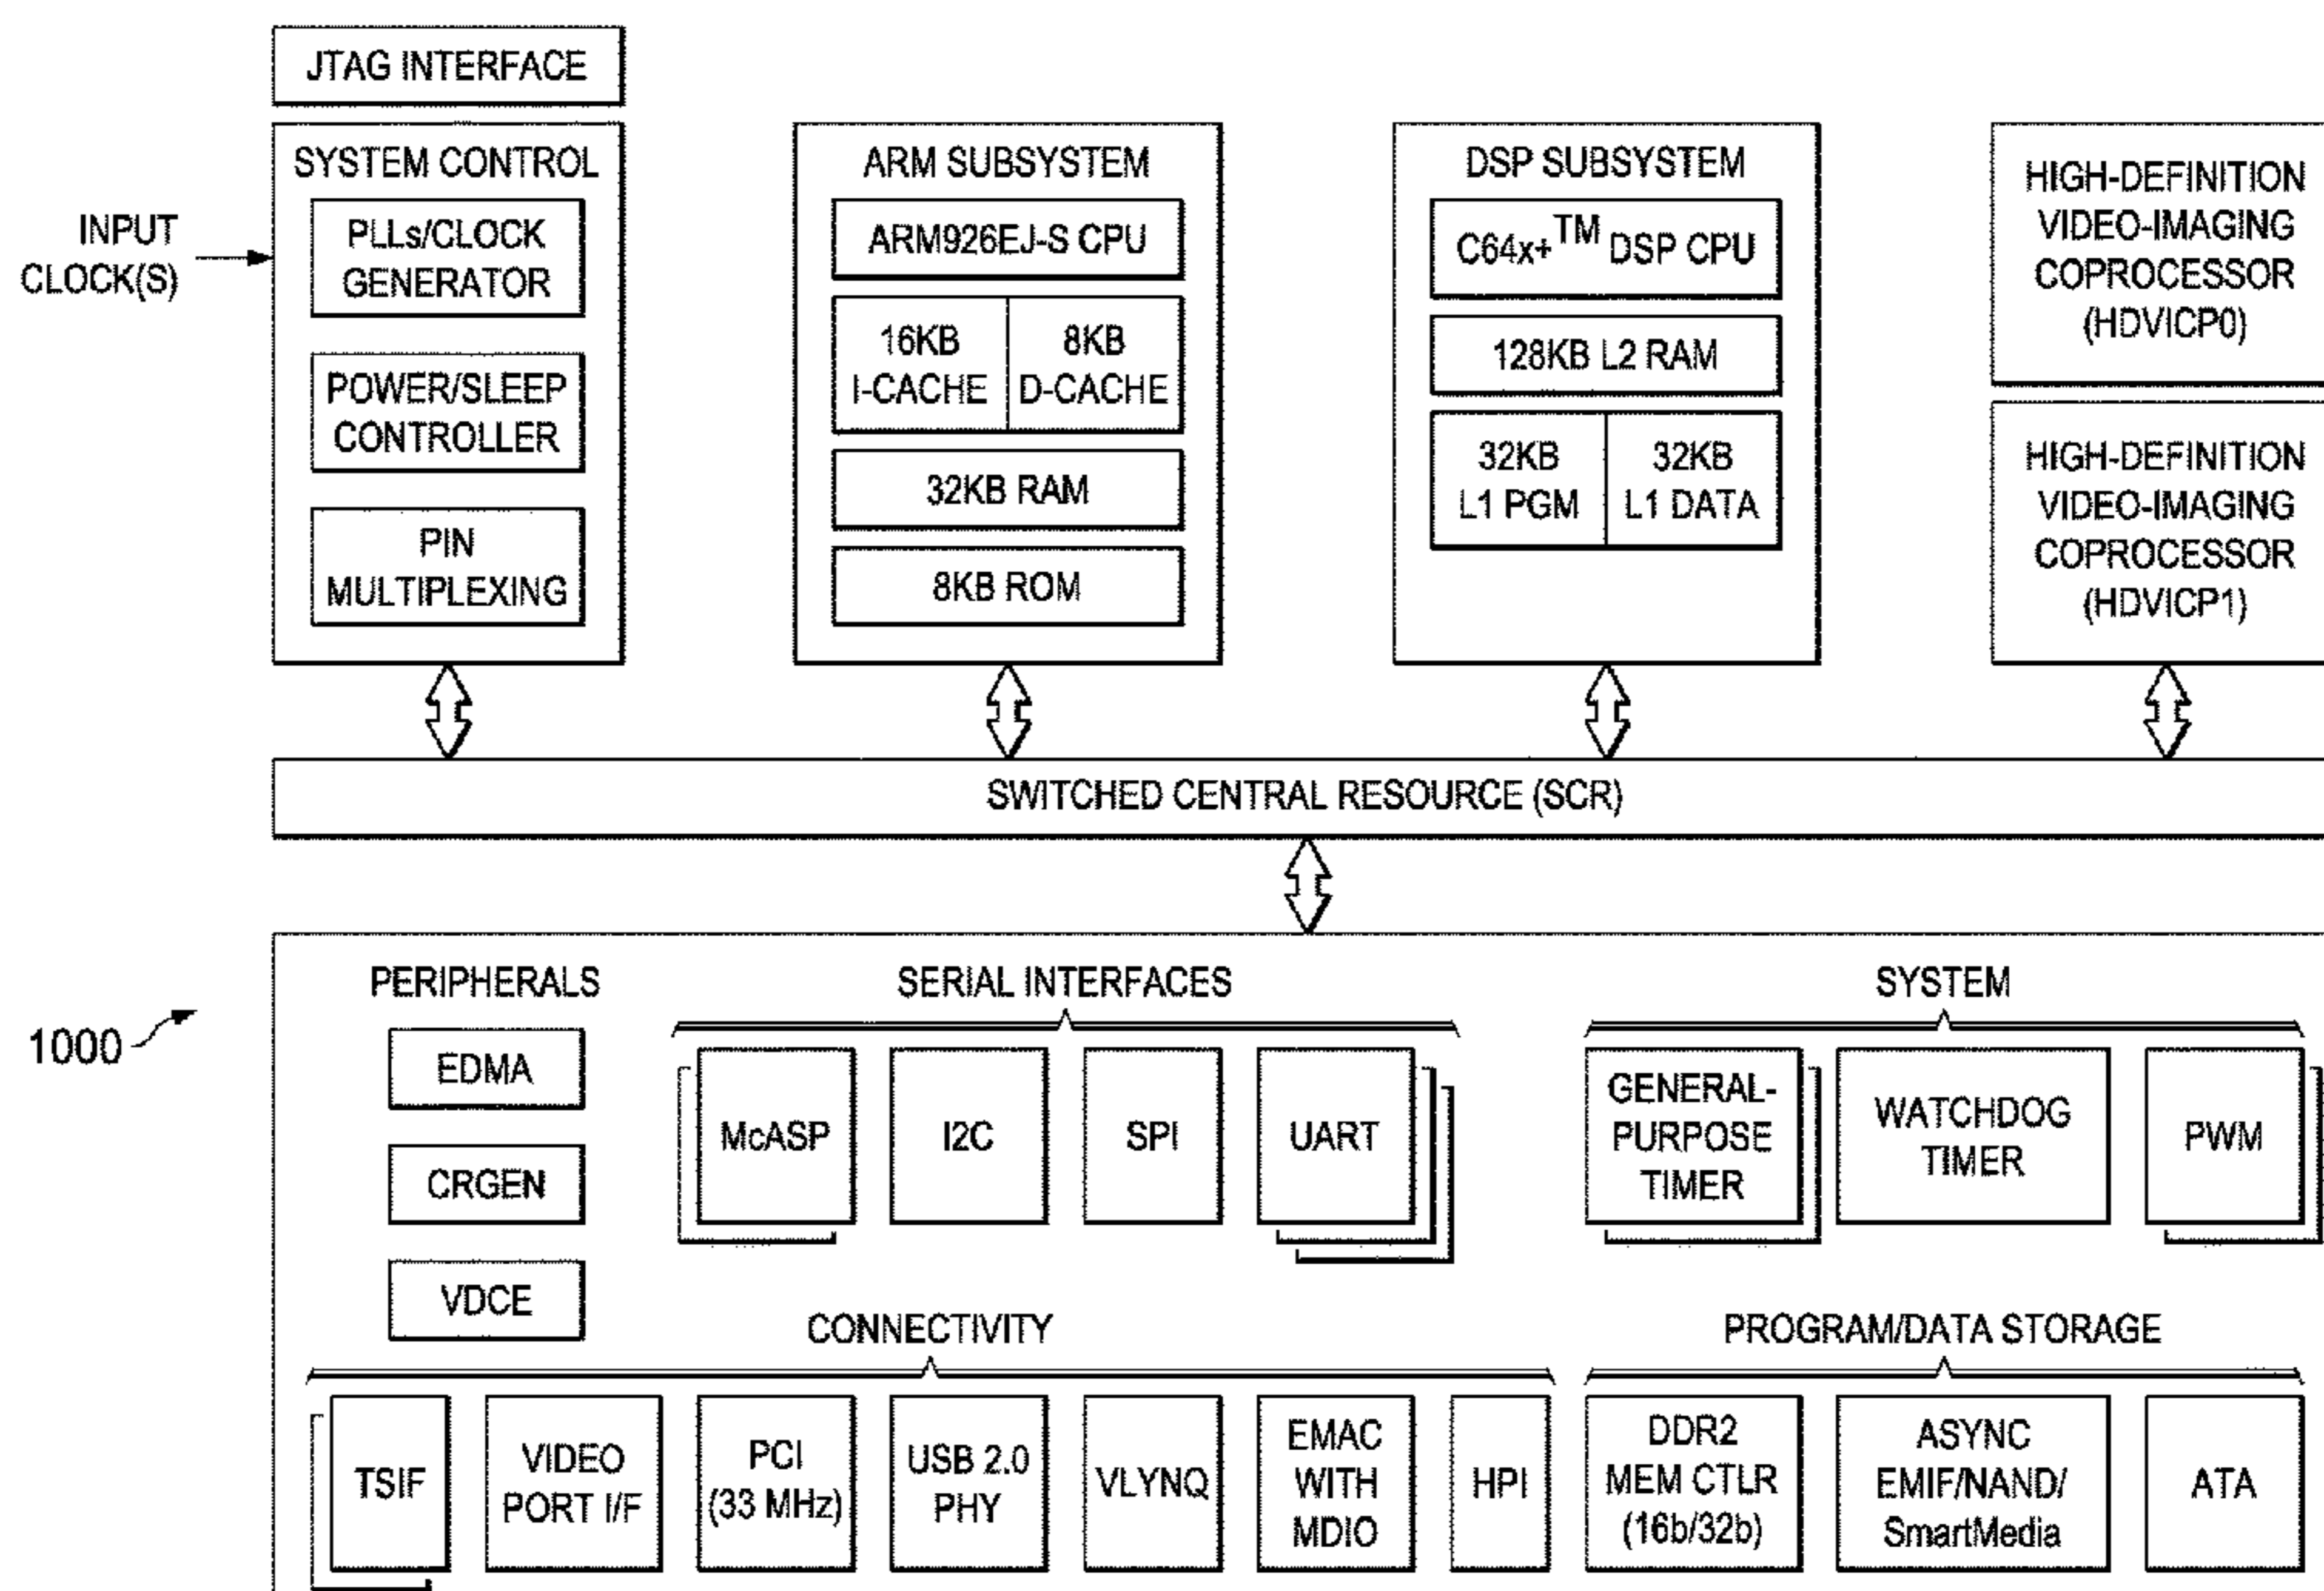 JTAG INTERFACE
SYSTEM CONTROL
INPUT
CLOCK(S)
PLLs/CLOCK
GENERATOR
POWER/SLEEP
CONTROLLER
PIN
MULTIPLEXING
ARM SUBSYSTEM
ARM926EJ-S CPU
16KB
I-CACHE
8KB
D-CACHE
32KB RAM
8KB ROM
DSP SUBSYSTEM
C64x+TM DSP CPU
128KB L2 RAM
32KB
L1 PGM
32KB
L1 DATA
HIGH-DEFINITION
VIDEO-IMAGING
COPROCESSOR
(HDVICP0)
HIGH-DEFINITION
VIDEO-IMAGING
COPROCESSOR
(HDVICP1)
SWITCHED CENTRAL RESOURCE (SCR)
1000
PERIPHERALS
EDMA
CRGEN
VDCE
SERIAL INTERFACES
McASP
I2C
SPI
UART
SYSTEM
GENERAL-
PURPOSE
TIMER
WATCHDOG
TIMER
PWM
CONNECTIVITY
TSIF
VIDEO
PORT I/F
PCI
(33 MHz)
USB 2.0
PHY
VLYNQ
EMAC
WITH
MDIO
HPI
PROGRAM/DATA STORAGE
DDR2
MEM CTLR
(16b/32b)
ASYNC
EMIF/NAND/
SmartMedia
ATA